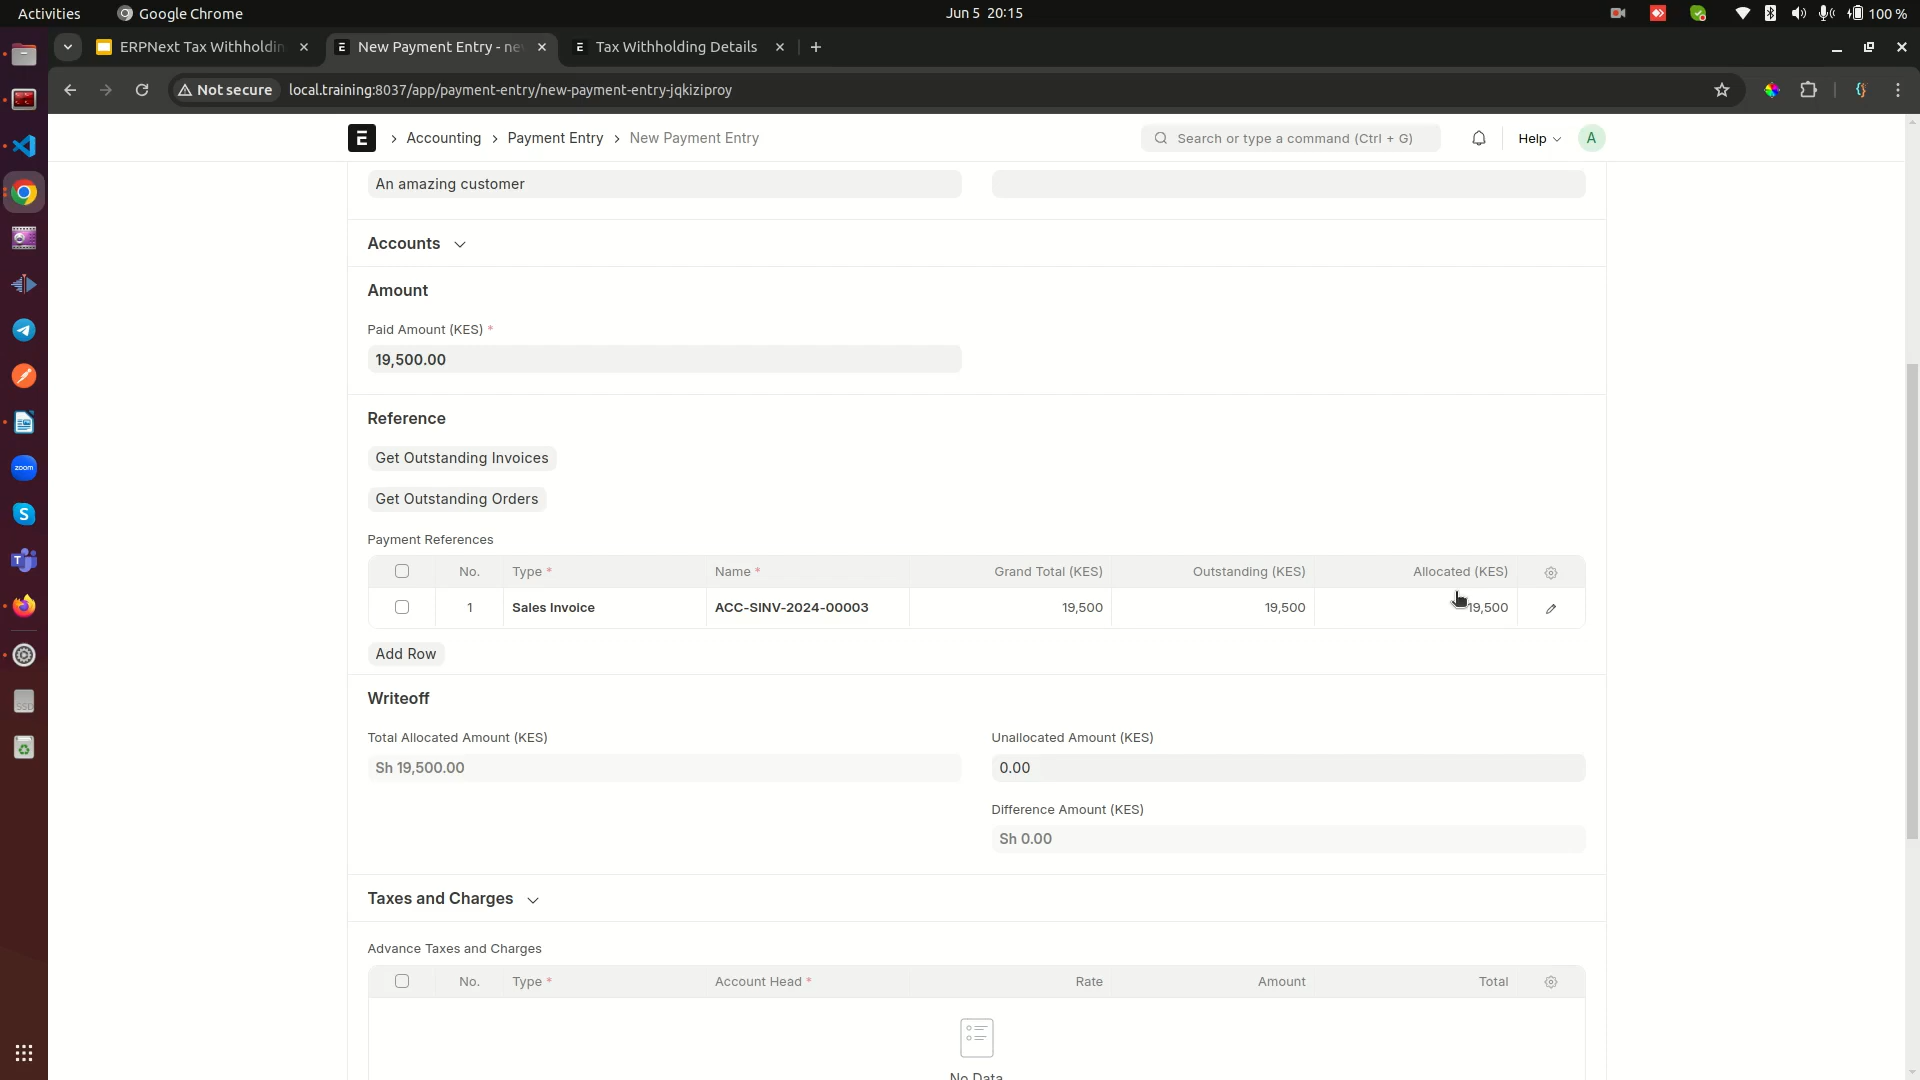 Activities
Google Chrome
Jun 5 20:15
100 %
ERPNext Tax Withholdin
New Payment Entry - ne
Tax Withholding Details
Not secure
local.training:8037/app/payment-entry/new-payment-entry-jqkiziproy
E
Accounting
Payment Entry
New Payment Entry
Search or type a command (Ctrl + G)
Help
A
An amazing customer
Accounts
Amount
Paid Amount (KES) *
19,500.00
Reference
Get Outstanding Invoices
Get Outstanding Orders
Payment References
No. Type * Name * Grand Total (KES) Outstanding (KES) Allocated (KES)
1 Sales Invoice ACC-SINV-2024-00003 19,500 19,500 19,500
Add Row
Writeoff
Total Allocated Amount (KES)
Sh 19,500.00
Unallocated Amount (KES)
0.00
Difference Amount (KES)
Sh 0.00
Taxes and Charges
Advance Taxes and Charges
No. Type * Account Head * Rate Amount Total
No Data
zoom
S
T
SSD